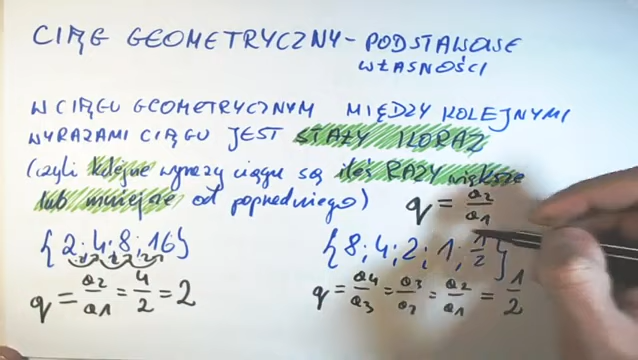 CIĄG GEOMETRYCZNY - PODSTAWOWE
WŁASNOŚCI
W CIĄGU GEOMETRYCZNYM MIĘDZY KOLEJNYMI
WYRAZAMI CIĄGU JEST STAŁY ILORAZ
(czyli kolejne wyrazy ciągu są ileś RAZY większe
lub mniejsze od poprzedniego)
q = a2/a1
{2; 4; 8; 16}
{8; 4; 2; 1; 1/2}
q = a2/a1 = 4/2 = 2
q = a4/a3 = a3/a2 = a2/a1 = 1/2